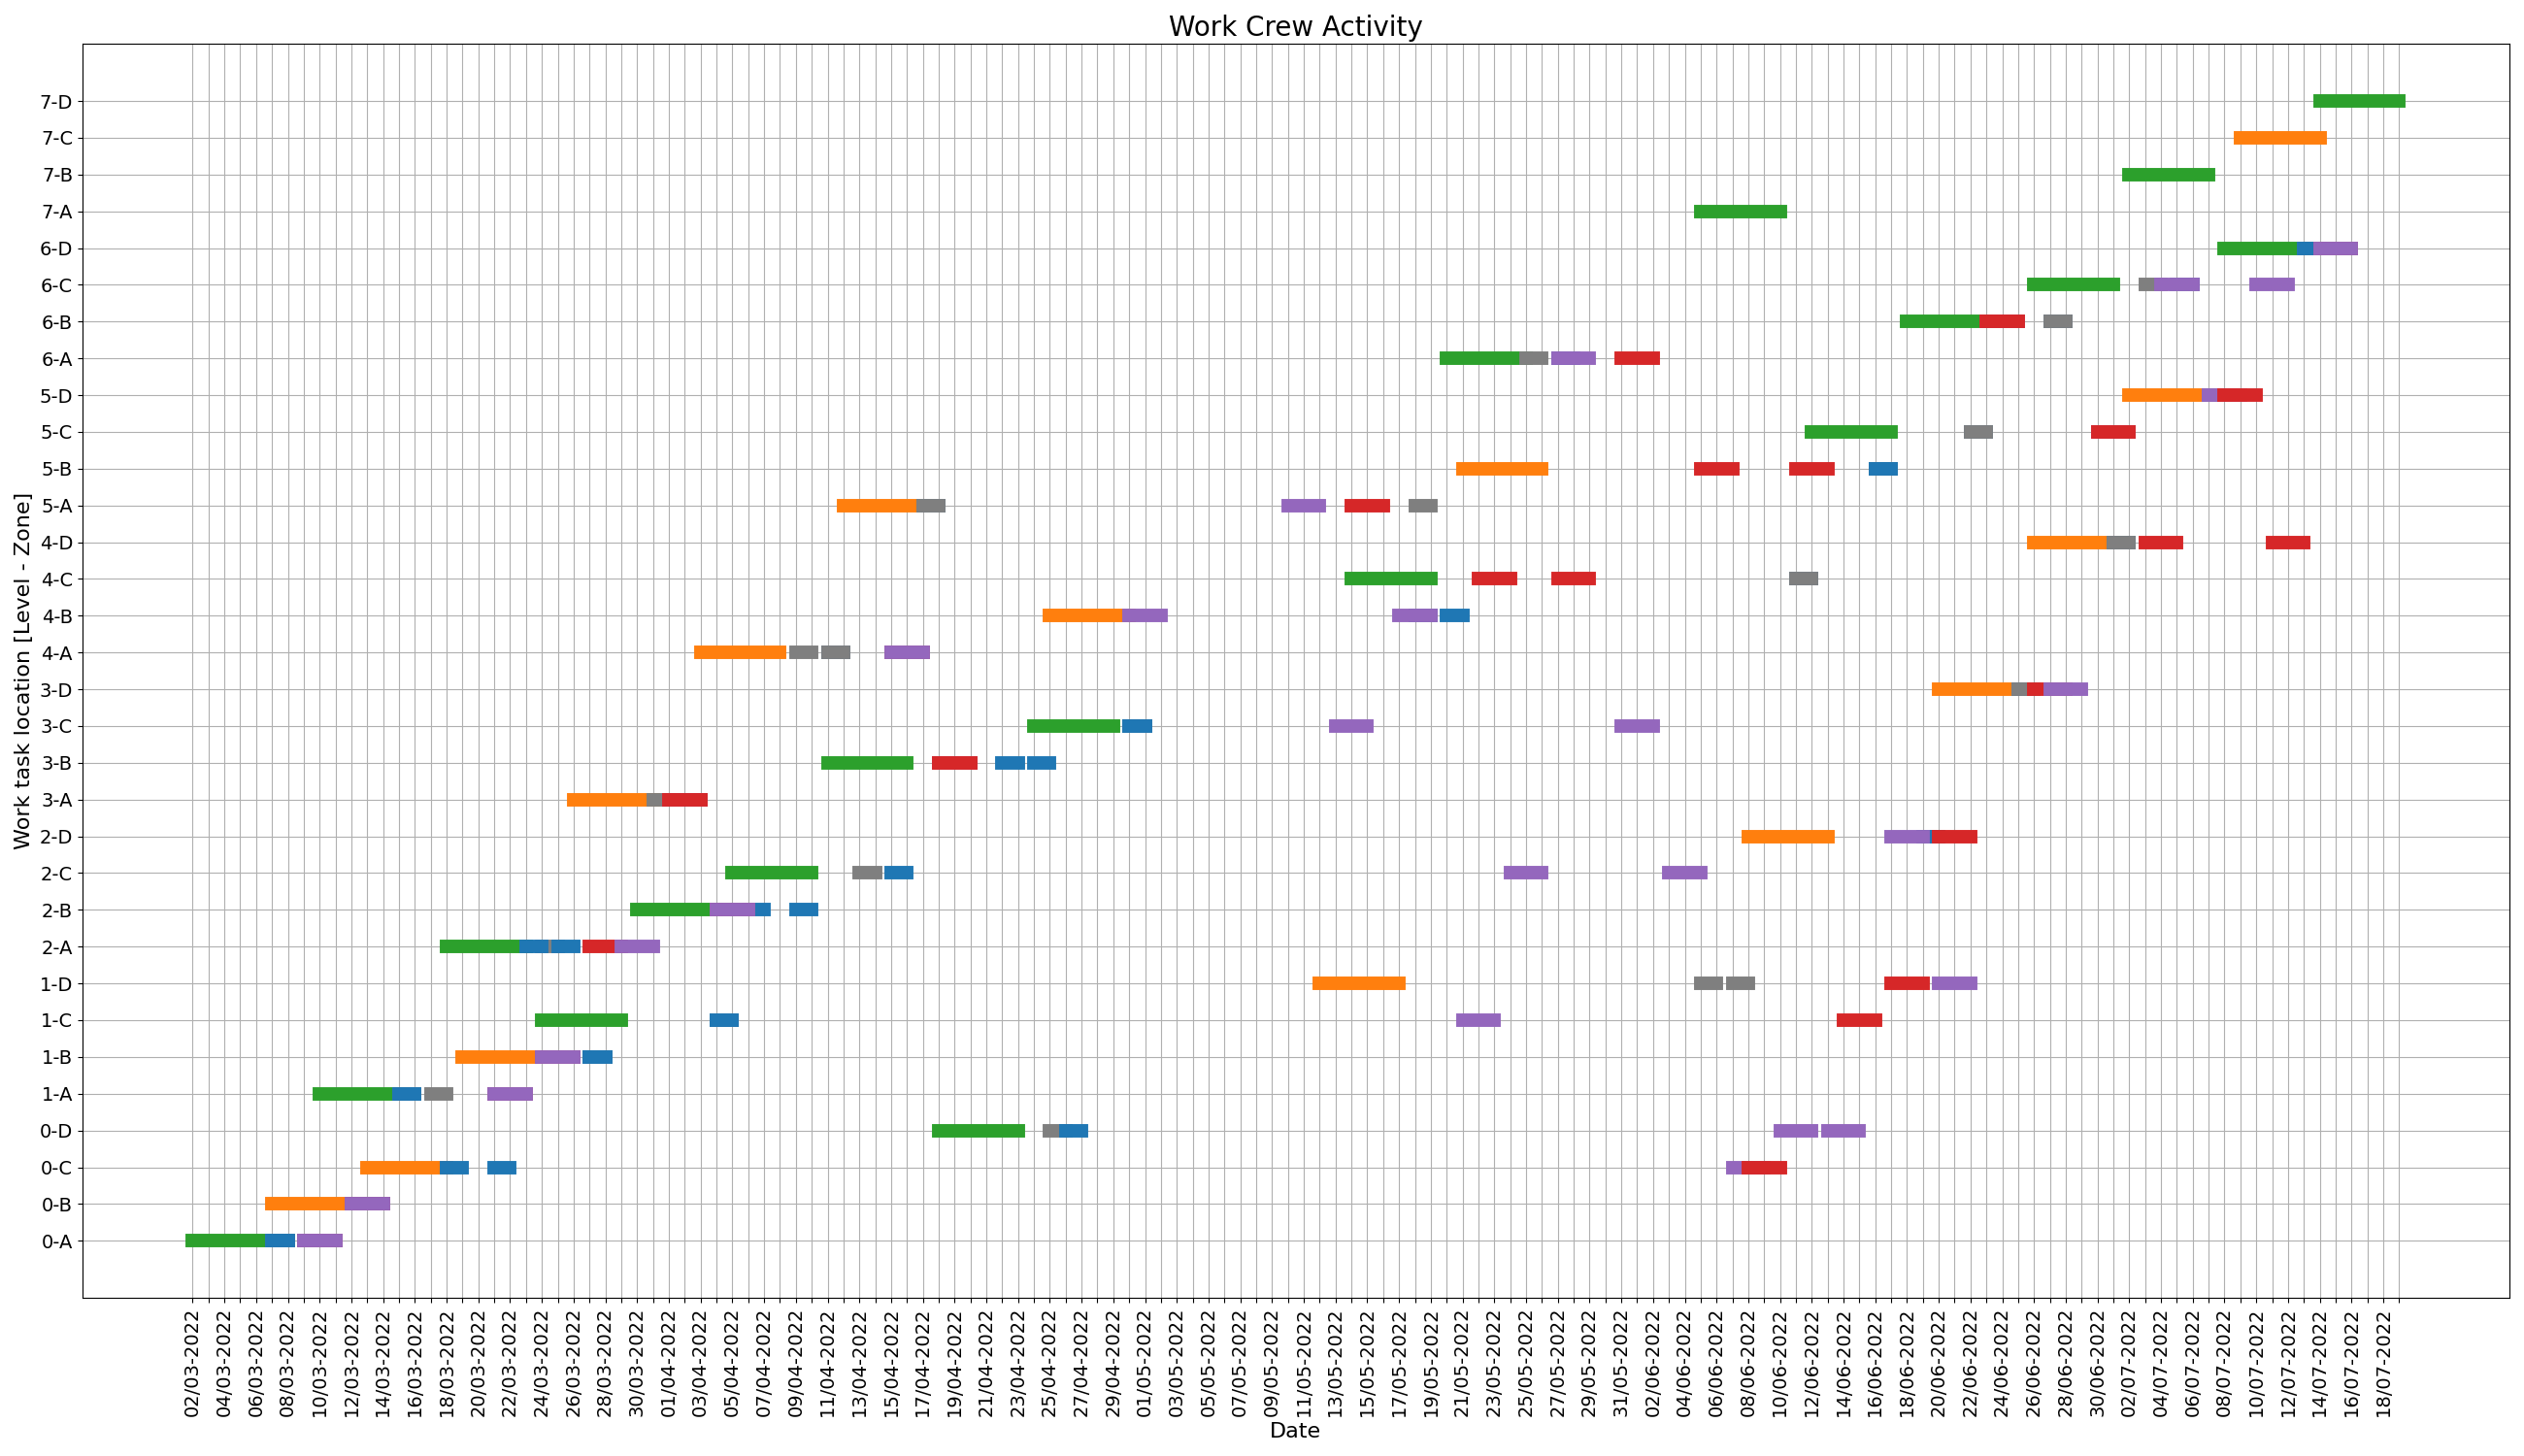 Work Crew Activity
Work task location [Level - Zone]
7-D
7-C
7-B
7-A
6-D
6-C
6-B
6-A
5-D
5-C
5-B
5-A
4-D
4-C
4-B
4-A
3-D
3-C
3-B
3-A
2-D
2-C
2-B
2-A
1-D
1-C
1-B
1-A
0-D
0-C
0-B
0-A
02/03-2022
04/03-2022
06/03-2022
08/03-2022
10/03-2022
12/03-2022
14/03-2022
16/03-2022
18/03-2022
20/03-2022
22/03-2022
24/03-2022
26/03-2022
28/03-2022
30/03-2022
01/04-2022
03/04-2022
05/04-2022
07/04-2022
09/04-2022
11/04-2022
13/04-2022
15/04-2022
17/04-2022
19/04-2022
21/04-2022
23/04-2022
25/04-2022
27/04-2022
29/04-2022
01/05-2022
03/05-2022
05/05-2022
07/05-2022
09/05-2022
11/05-2022
13/05-2022
15/05-2022
17/05-2022
19/05-2022
21/05-2022
23/05-2022
25/05-2022
27/05-2022
29/05-2022
31/05-2022
02/06-2022
04/06-2022
06/06-2022
08/06-2022
10/06-2022
12/06-2022
14/06-2022
16/06-2022
18/06-2022
20/06-2022
22/06-2022
24/06-2022
26/06-2022
28/06-2022
30/06-2022
02/07-2022
04/07-2022
06/07-2022
08/07-2022
10/07-2022
12/07-2022
14/07-2022
16/07-2022
18/07-2022
Date